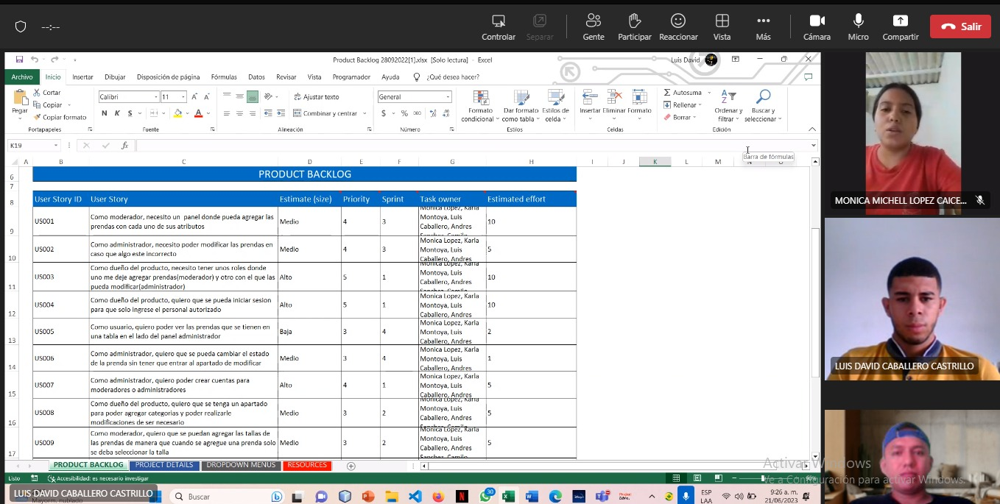 --:--
Controlar
Separar
Gente
Participar
Reaccionar
Vista
Más
Cámara
Micro
Compartir
Salir
Product Backlog 28092022[1].xlsx [Solo lectura] - Excel
Luis David
Archivo Inicio Insertar Dibujar Disposición de página Fórmulas Datos Revisar Vista Programador Ayuda ¿Qué desea hacer?
Pegar
Cortar
Copiar
Copiar formato
Portapapeles
Calibri 11
N K S
Fuente
Ajustar texto
Combinar y centrar
Alineación
General
$ % 000
Número
Formato condicional
Dar formato como tabla
Estilos de celda
Estilos
Insertar Eliminar Formato
Celdas
Autosuma
Rellenar
Borrar
Ordenar y filtrar
Buscar y seleccionar
Edición
K19
fx
Barra de fórmulas
A B C D E F G H I J K L M N O
6 PRODUCT BACKLOG
7
8 User Story ID User Story Estimate (size) Priority Sprint Task owner Estimated effort
9 US001 Como moderador, necesito un panel donde pueda agregar las prendas con cada uno de sus atributos Medio 4 3 Monica Lopez, Karla Montoya, Luis Caballero, Andres Sanchez, Camilo 10
10 US002 Como administrador, necesito poder modificar las prendas en caso que algo este incorrecto Medio 4 3 Monica Lopez, Karla Montoya, Luis Caballero, Andres 5
11 US003 Como dueño del producto, necesito tener unos roles donde uno me deje agregar prendas(moderador) y otro con el que las pueda modificar(administrador) Alto 5 1 Monica Lopez, Karla Montoya, Luis Caballero, Andres Sanchez, Camilo 10
12 US004 Como dueño del producto, quiero que se pueda iniciar sesion para que solo ingrese el personal autorizado Alto 5 1 Monica Lopez, Karla Montoya, Luis Caballero, Andres 10
13 US005 Como usuario, quiero poder ver las prendas que se tienen en una tabla en el lado del panel administrador Baja 3 4 Monica Lopez, Karla Montoya, Luis Caballero, Andres 2
14 US006 Como administrador, quiero que se pueda cambiar el estado de la prenda sin tener que entrar al apartado de modificar Medio 3 4 Monica Lopez, Karla Montoya, Luis Caballero, Andres 1
15 US007 Como administrador, quiero poder crear cuentas para moderadores o administradores Alto 4 1 Monica Lopez, Karla Montoya, Luis Caballero, Andres 5
16 US008 Como dueño del producto, quiero que se tenga un apartado para poder agregar categorias y poder realizarle modificaciones de ser necesario Medio 3 2 Monica Lopez, Karla Montoya, Luis Caballero, Andres Sanchez, Camilo 5
17 US009 Como moderador, quiero que se puedan agregar las tallas de las prendas de manera que cuando se agregue una prenda solo se deba seleccionar la talla Medio 3 2 Monica Lopez, Karla Montoya, Luis Caballero, Andres Sanchez, Camilo 5
PRODUCT BACKLOG PROJECT DETAILS DROPDOWN MENUS RESOURCES
Listo Accesibilidad: es necesario investigar
90%
LUIS DAVID CABALLERO CASTRILLO
Buscar
30
ESP
LAA
9:26 a. m.
21/06/2023
MONICA MICHELL LOPEZ CAICE...
LUIS DAVID CABALLERO CASTRILLO
Activar Windows
Ve a Configuración para activar Windows.